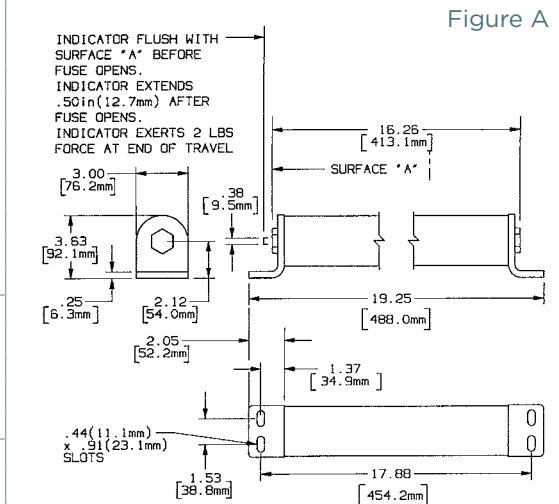 Figure A
INDICATOR FLUSH WITH
SURFACE "A" BEFORE
FUSE OPENS.
INDICATOR EXTENDS
.50in(12.7mm) AFTER
FUSE OPENS.
INDICATOR EXERTS 2 LBS
FORCE AT END OF TRAVEL
16.26
[413.1mm]
SURFACE "A"
3.00
[76.2mm]
.38
[9.5mm]
3.63
[92.1mm]
.25
[6.3mm]
2.12
[54.0mm]
19.25
[488.0mm]
2.05
[52.2mm]
1.37
[34.9mm]
.44(11.1mm)
x .91(23.1mm)
SLOTS
1.53
[38.8mm]
17.88
[454.2mm]